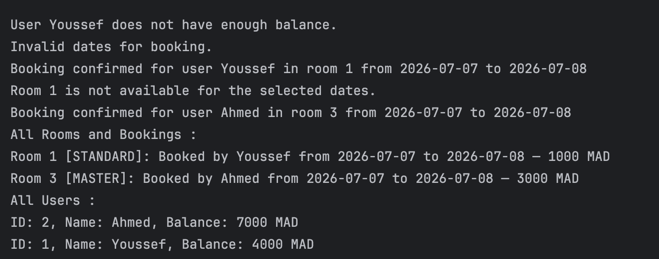 User Youssef does not have enough balance.
Invalid dates for booking.
Booking confirmed for user Youssef in room 1 from 2026-07-07 to 2026-07-08
Room 1 is not available for the selected dates.
Booking confirmed for user Ahmed in room 3 from 2026-07-07 to 2026-07-08
All Rooms and Bookings :
Room 1 [STANDARD]: Booked by Youssef from 2026-07-07 to 2026-07-08 — 1000 MAD
Room 3 [MASTER]: Booked by Ahmed from 2026-07-07 to 2026-07-08 — 3000 MAD
All Users :
ID: 2, Name: Ahmed, Balance: 7000 MAD
ID: 1, Name: Youssef, Balance: 4000 MAD